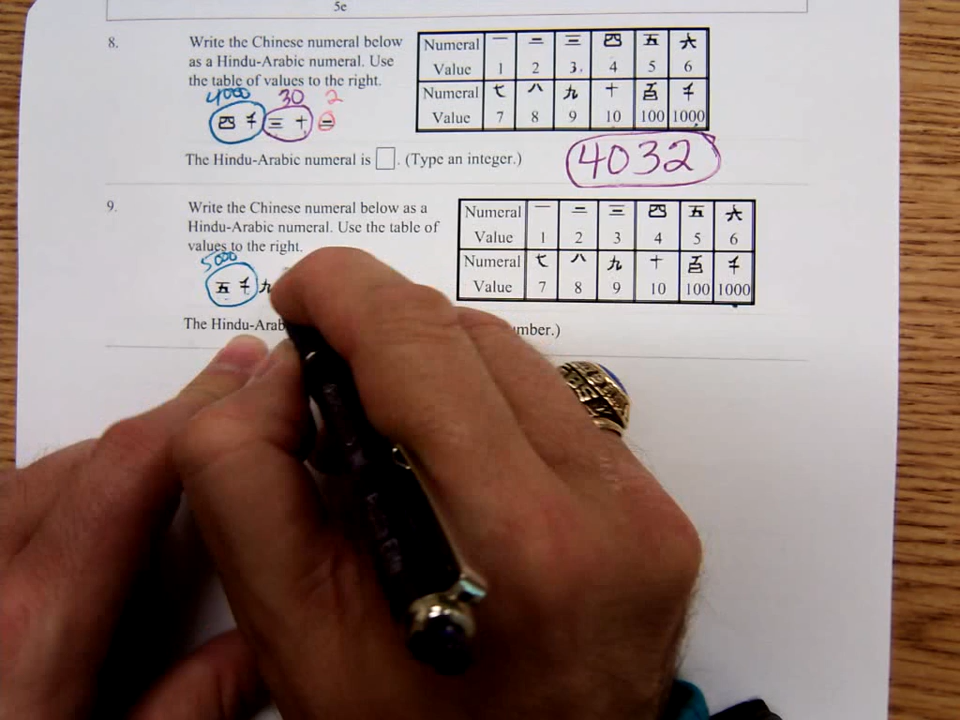 5e
8.
Write the Chinese numeral below
as a Hindu-Arabic numeral. Use
the table of values to the right.
4000 30 2
四 千 三 十 二
Numeral 一 二 三 四 五 六
Value 1 2 3 4 5 6
Numeral 七 八 九 十 百 千
Value 7 8 9 10 100 1000
The Hindu-Arabic numeral is . (Type an integer.)
4032
9.
Write the Chinese numeral below as a
Hindu-Arabic numeral. Use the table of
values to the right.
5000
五 千 九
Numeral 一 二 三 四 五 六
Value 1 2 3 4 5 6
Numeral 七 八 九 十 百 千
Value 7 8 9 10 100 1000
The Hindu-Arab
mber.)